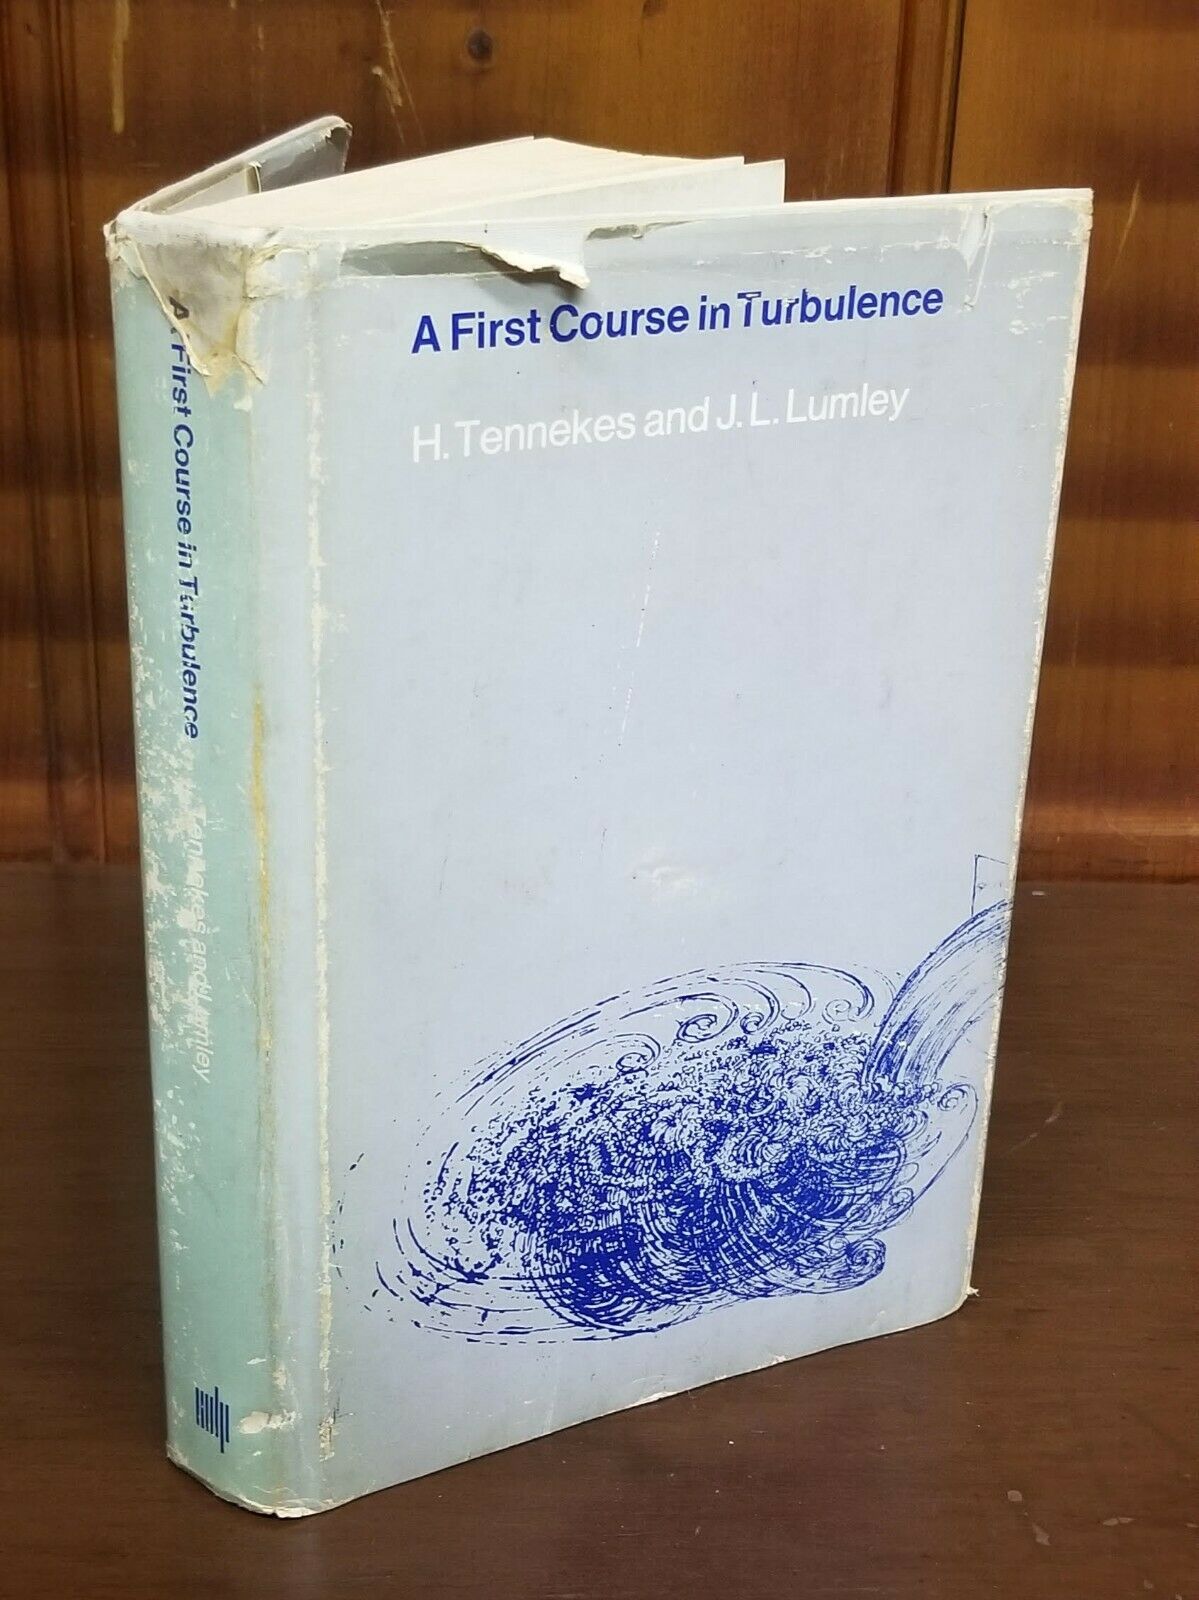 A First Course in Turbulence
H. Tennekes and J. L. Lumley
A First Course in Turbulence
Tennekes and Lumley